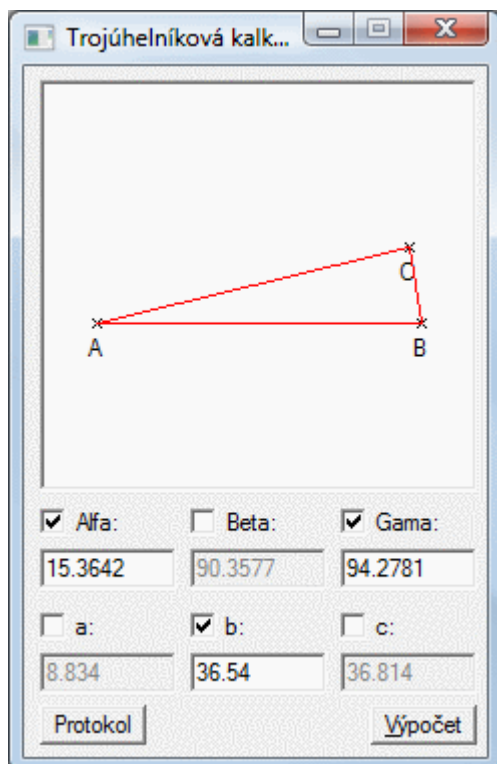 Trojúhelníková kalk...
C
A B
Alfa: Beta: Gama:
15.3642 90.3577 94.2781
a: b: c:
8.834 36.54 36.814
Protokol Výpočet